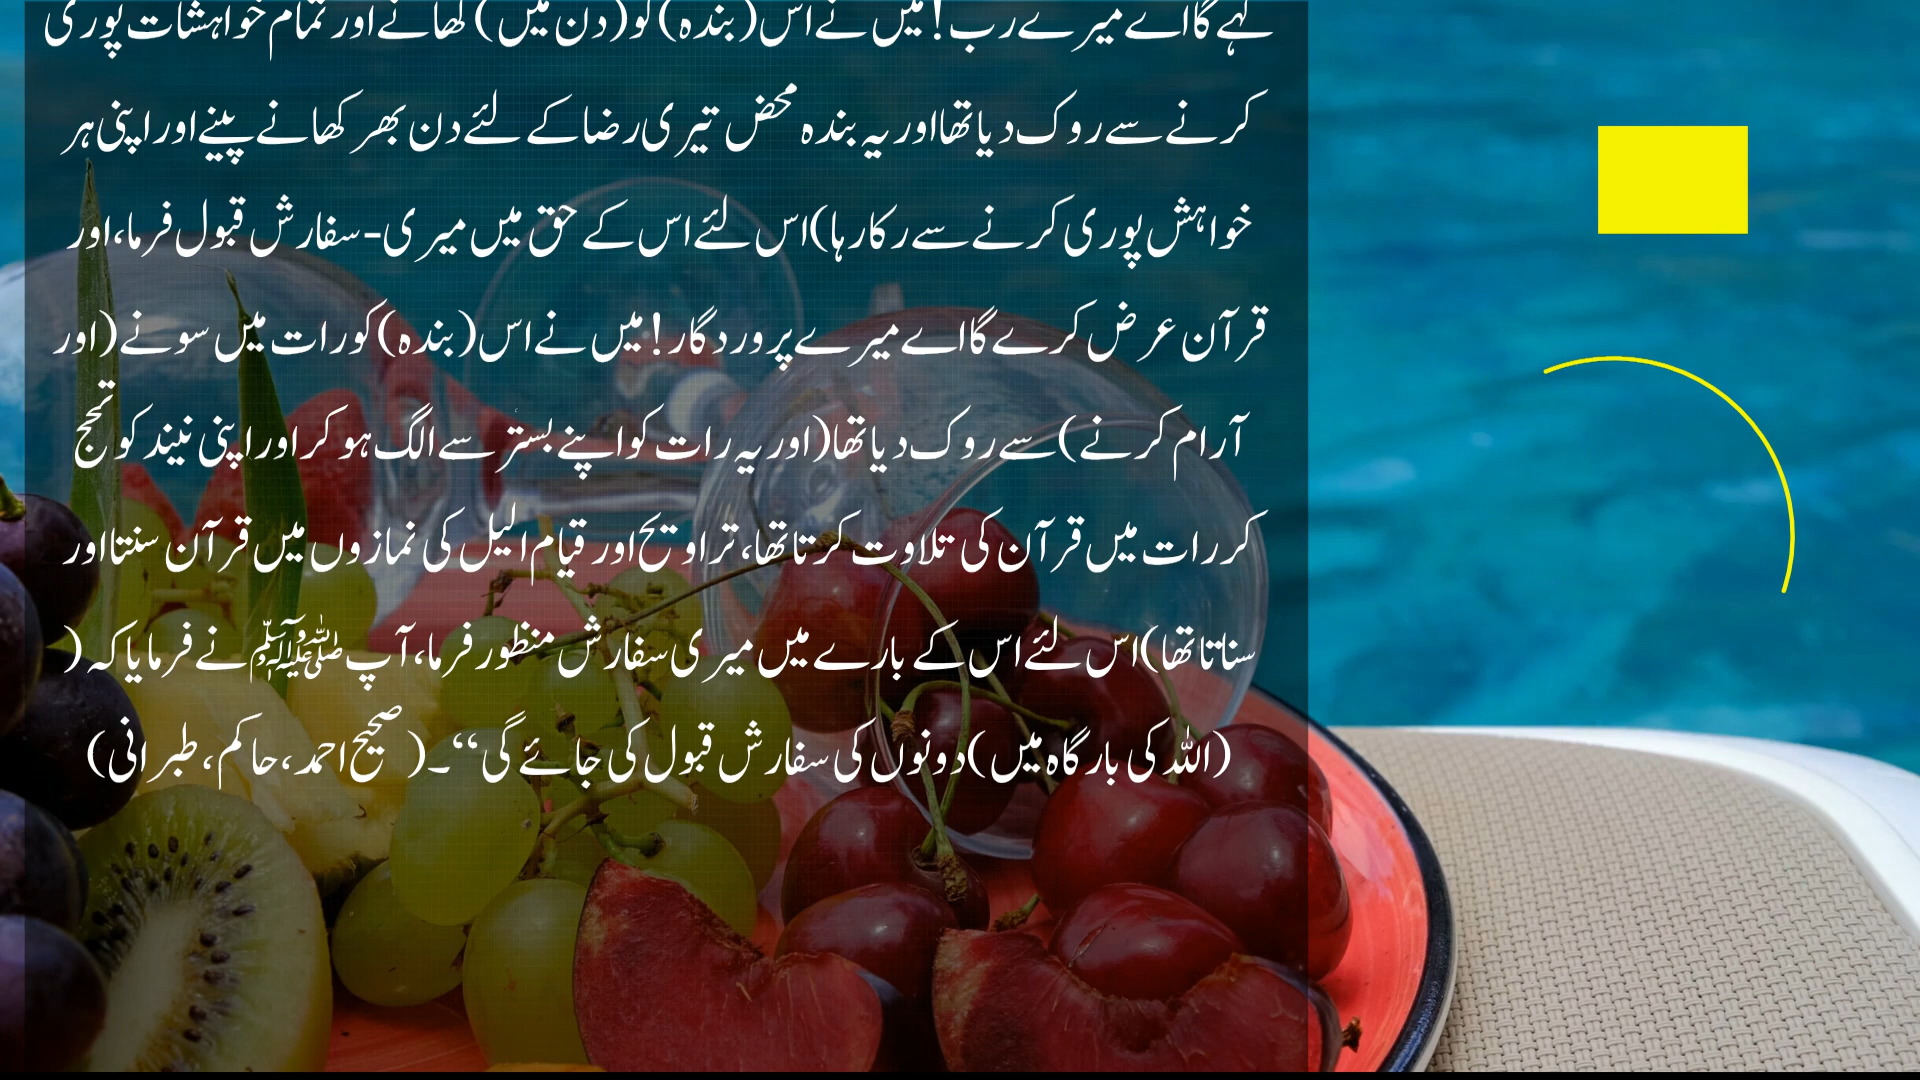 کہے گا اے میرے رب! میں نے اس (بندہ) کو (دن میں) کھانے اور تمام خواہشات پوری
کرنے سے روک دیا تھا اور یہ بندہ محض تیری رضا کے لئے دن بھر کھانے پینے اور اپنی ہر
خواہش پوری کرنے سے رکا رہا) اس لئے اس کے حق میں میری- سفارش قبول فرما، اور
قرآن عرض کرے گا اے میرے پروردگار! میں نے اس (بندہ) کو رات میں سونے (اور
آرام کرنے) سے روک دیا تھا (اور یہ رات کو اپنے بستر سے الگ ہو کر اور اپنی نیند کو تج
کر رات میں قرآن کی تلاوت کرتا تھا، تراویح اور قیام الیل کی نمازوں میں قرآن سنتا اور
سناتا تھا) اس لئے اس کے بارے میں میری سفارش منظور فرما، آپ ﷺ نے فرمایا کہ (
(اللہ کی بارگاہ میں) دونوں کی سفارش قبول کی جائے گی“۔ (صحیح احمد، حاکم، طبرانی)